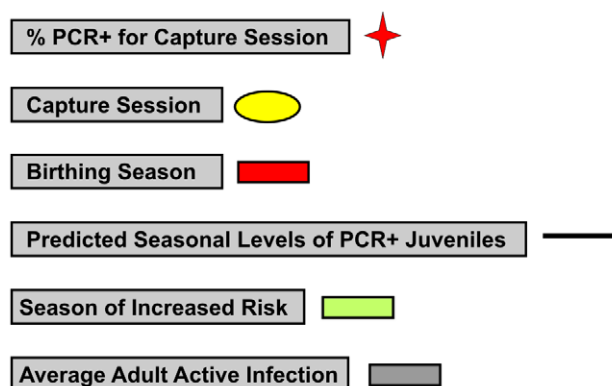 % PCR+ for Capture Session
Capture Session
Birthing Season
Predicted Seasonal Levels of PCR+ Juveniles
Season of Increased Risk
Average Adult Active Infection